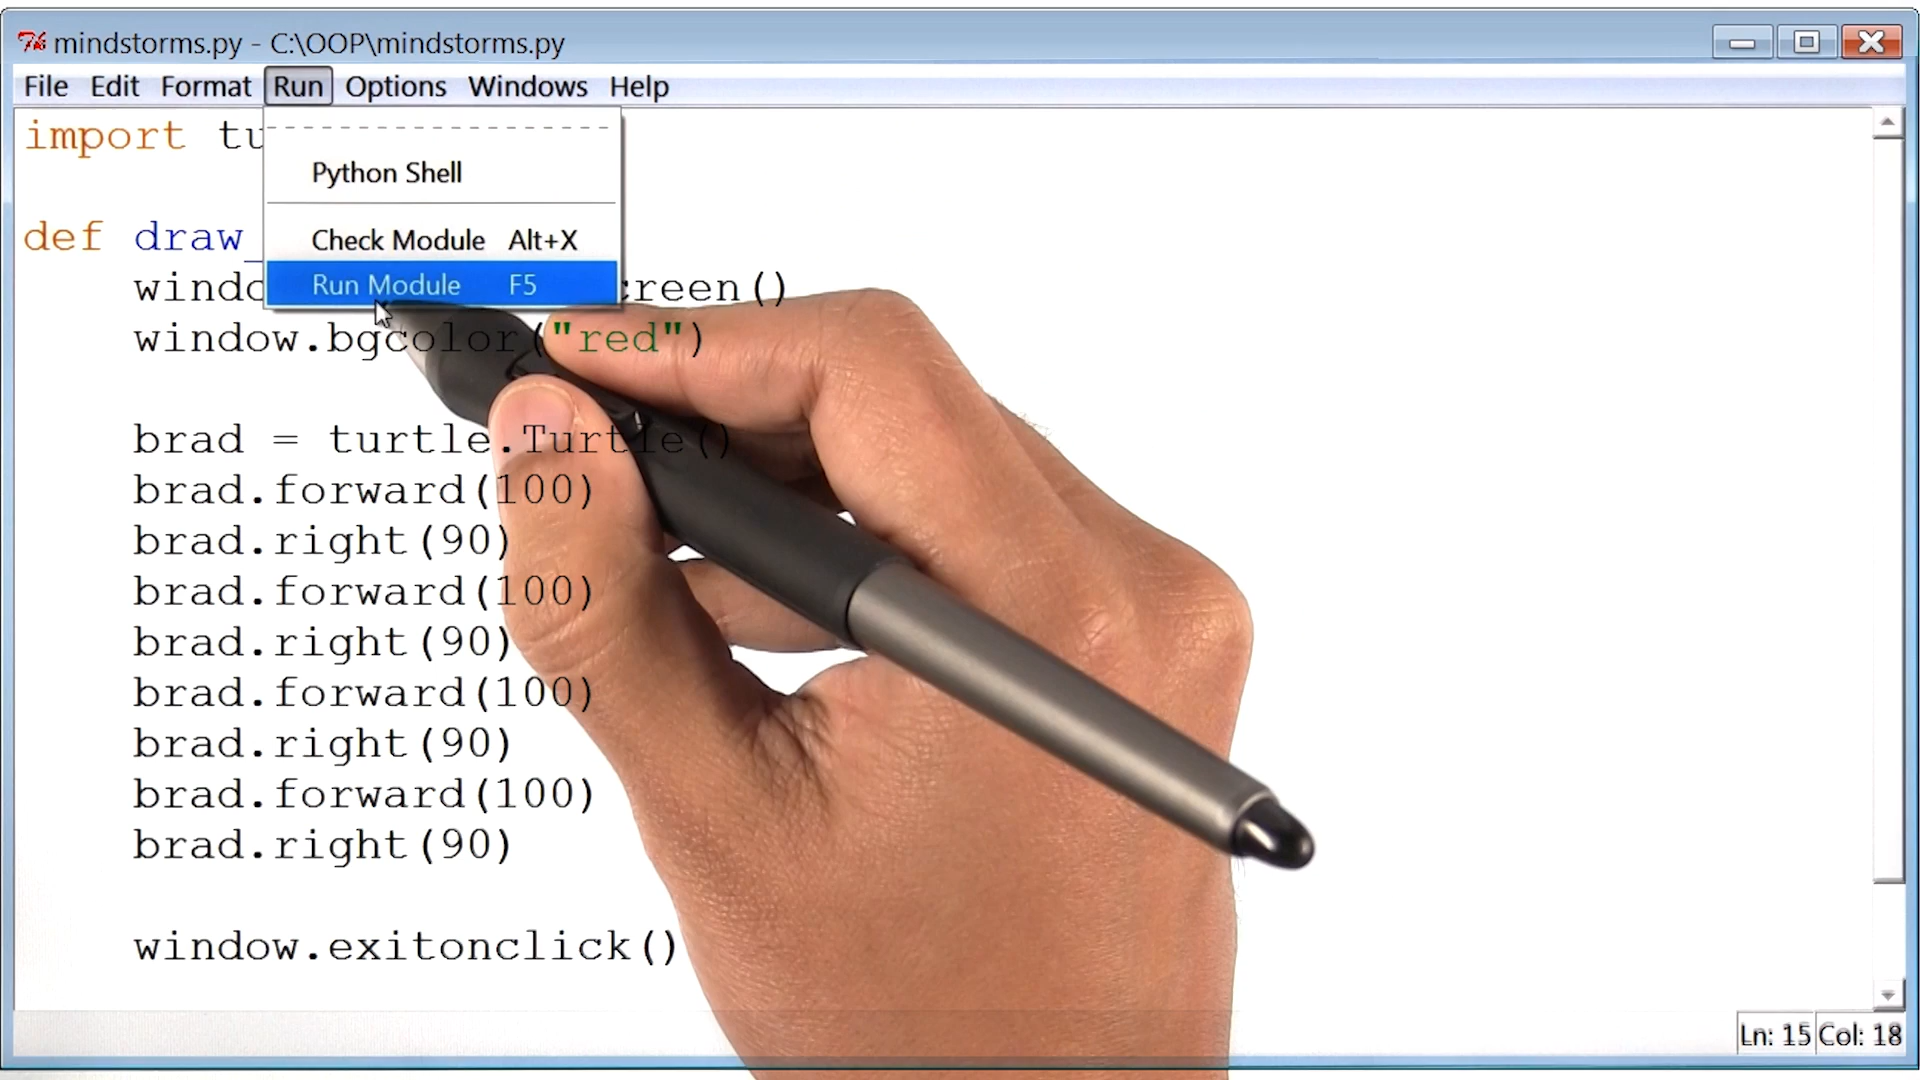 mindstorms.py - C:\OOP\mindstorms.py
File Edit Format Run Options Windows Help
import tu
Python Shell
Check Module Alt+X
Run Module F5
def draw_
windo creen()
window.bgcolor("red")
brad = turtle.Turtle()
brad.forward(100)
brad.right(90)
brad.forward(100)
brad.right(90)
brad.forward(100)
brad.right(90)
brad.forward(100)
brad.right(90)
window.exitonclick()
Ln: 15 Col: 18